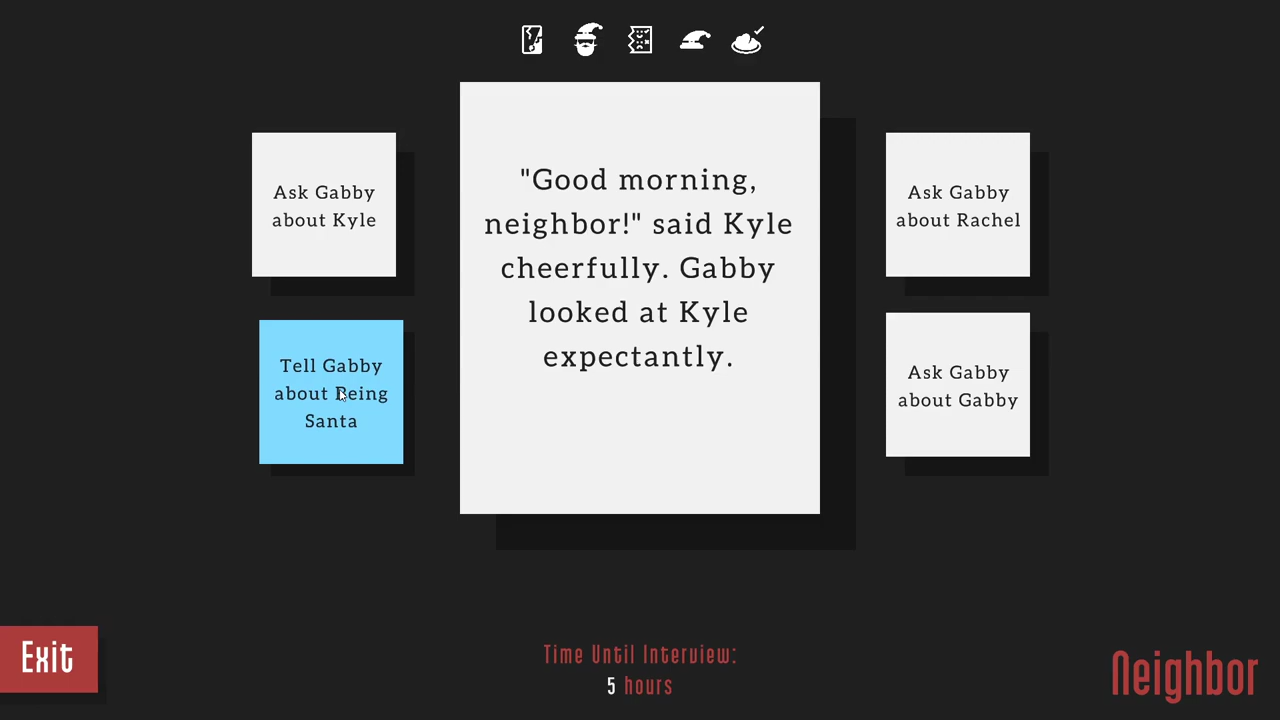 Ask Gabby
about Kyle
Tell Gabby
about Being
Santa
"Good morning,
neighbor!" said Kyle
cheerfully. Gabby
looked at Kyle
expectantly.
Ask Gabby
about Rachel
Ask Gabby
about Gabby
Exit
Time Until Interview:
5 hours
Neighbor